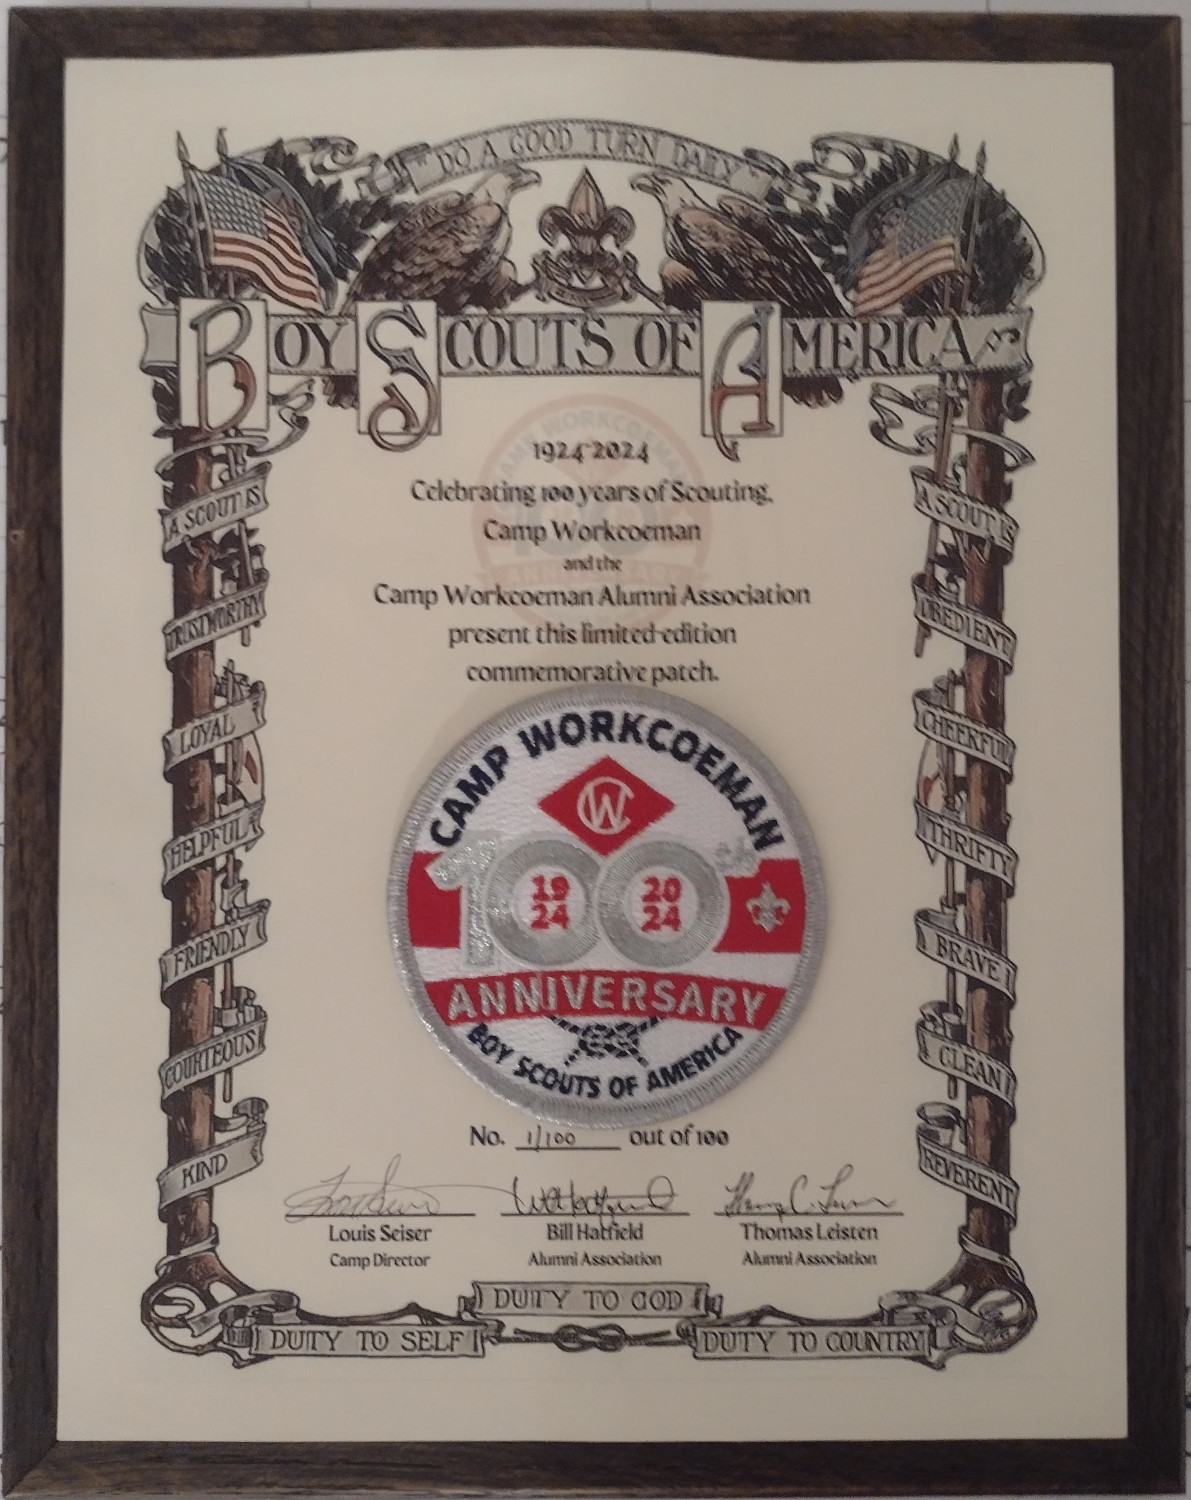 "DO A GOOD TURN DAILY"
BOY SCOUTS OF AMERICA
1924-2024
Celebrating 100 years of Scouting,
Camp Workcoeman
and the
Camp Workcoeman Alumni Association
present this limited-edition
commemorative patch.
A SCOUT IS
TRUSTWORTHY
LOYAL
HELPFUL
FRIENDLY
COURTEOUS
KIND
A SCOUT IS
OBEDIENT
CHEERFUL
THRIFTY
BRAVE
CLEAN
REVERENT
CAMP WORKCOEMAN
CW
100th
19 20
24 24
ANNIVERSARY
BOY SCOUTS OF AMERICA
No. 1/100 out of 100
Louis Seiser Bill Hatfield Thomas Leisten
Camp Director Alumni Association Alumni Association
DUTY TO GOD
DUTY TO SELF DUTY TO COUNTRY